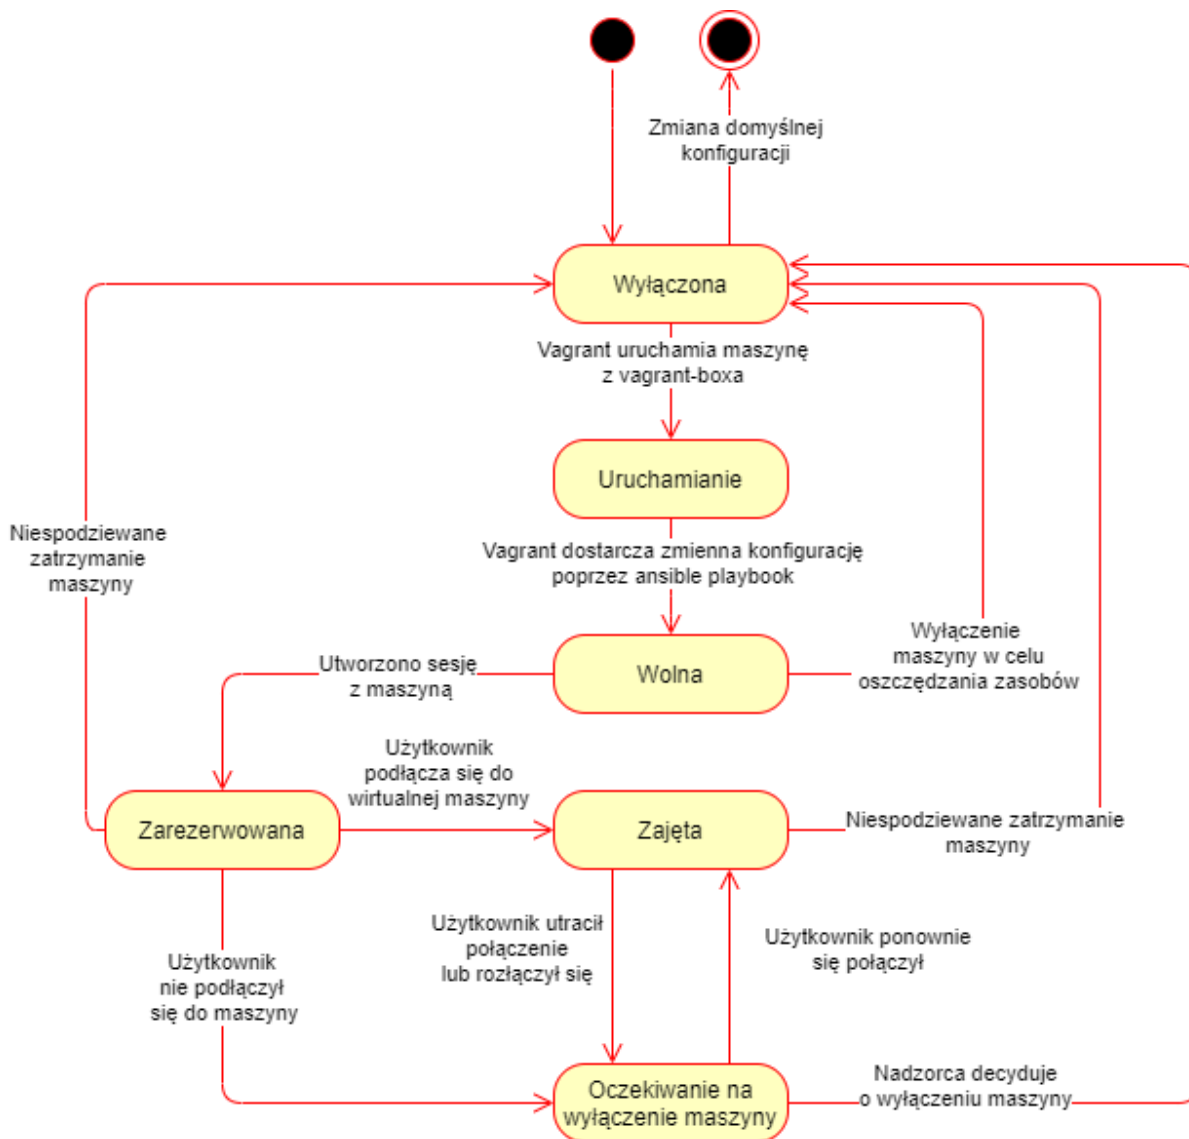 Zmiana domyślnej
konfiguracji
Wyłączona
Vagrant uruchamia maszynę
z vagrant-boxa
Uruchamianie
Niespodziewane
zatrzymanie
maszyny
Vagrant dostarcza zmienna konfigurację
poprzez ansible playbook
Wyłączenie
maszyny w celu
oszczędzania zasobów
Utworzono sesję
z maszyną
Wolna
Użytkownik
podłącza się do
wirtualnej maszyny
Zarezerwowana
Zajęta
Niespodziewane zatrzymanie
maszyny
Użytkownik utracił
połączenie
lub rozłączył się
Użytkownik ponownie
się połączył
Użytkownik
nie podłączył
się do maszyny
Oczekiwanie na
wyłączenie maszyny
Nadzorca decyduje
o wyłączeniu maszyny